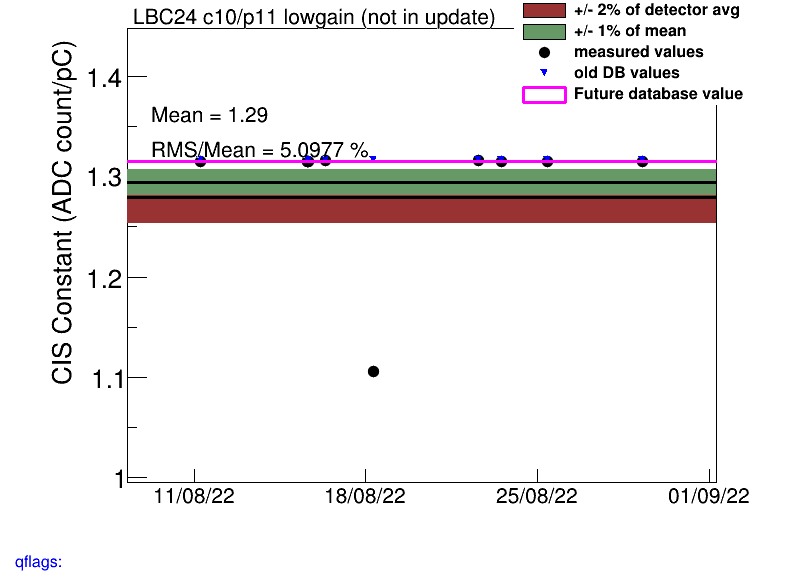 LBC24 c10/p11 lowgain (not in update)
+/- 2% of detector avg
+/- 1% of mean
measured values
old DB values
Future database value
Mean = 1.29
RMS/Mean = 5.0977 %
CIS Constant (ADC count/pC)
1.4
1.3
1.2
1.1
1
11/08/22 18/08/22 25/08/22 01/09/22
qflags: